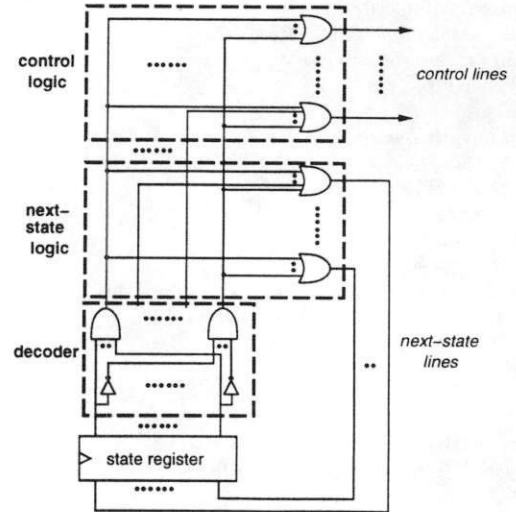 control
logic
control lines
next-
state
logic
decoder
next-state
lines
state register